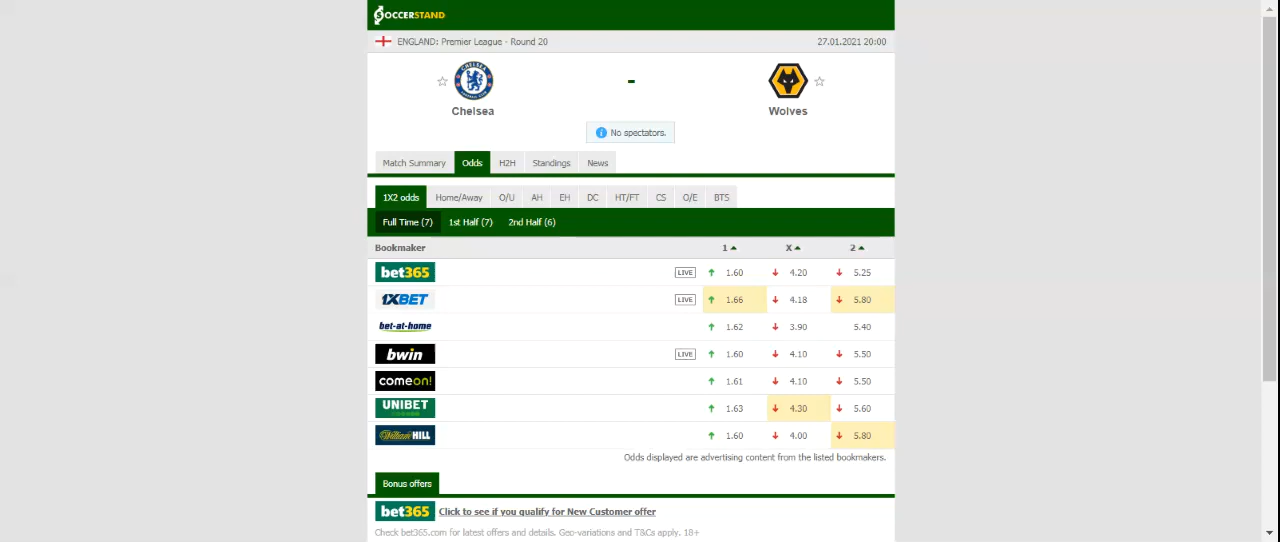 SOCCERSTAND
ENGLAND: Premier League - Round 20 27.01.2021 20:00
-
Chelsea Wolves
No spectators.
Match Summary Odds H2H Standings News
1X2 odds Home/Away O/U AH EH DC HT/FT CS O/E BTS
Full Time (7) 1st Half (7) 2nd Half (6)
Bookmaker 1 X 2
bet365 LIVE 1.60 4.20 5.25
1XBET LIVE 1.66 4.18 5.80
bet-at-home 1.62 3.90 5.40
bwin LIVE 1.60 4.10 5.50
comeon! 1.61 4.10 5.50
UNIBET 1.63 4.30 5.60
William HILL 1.60 4.00 5.80
Odds displayed are advertising content from the listed bookmakers.
Bonus offers
bet365 Click to see if you qualify for New Customer offer
Check bet365.com for latest offers and details. Geo-variations and T&Cs apply. 18+